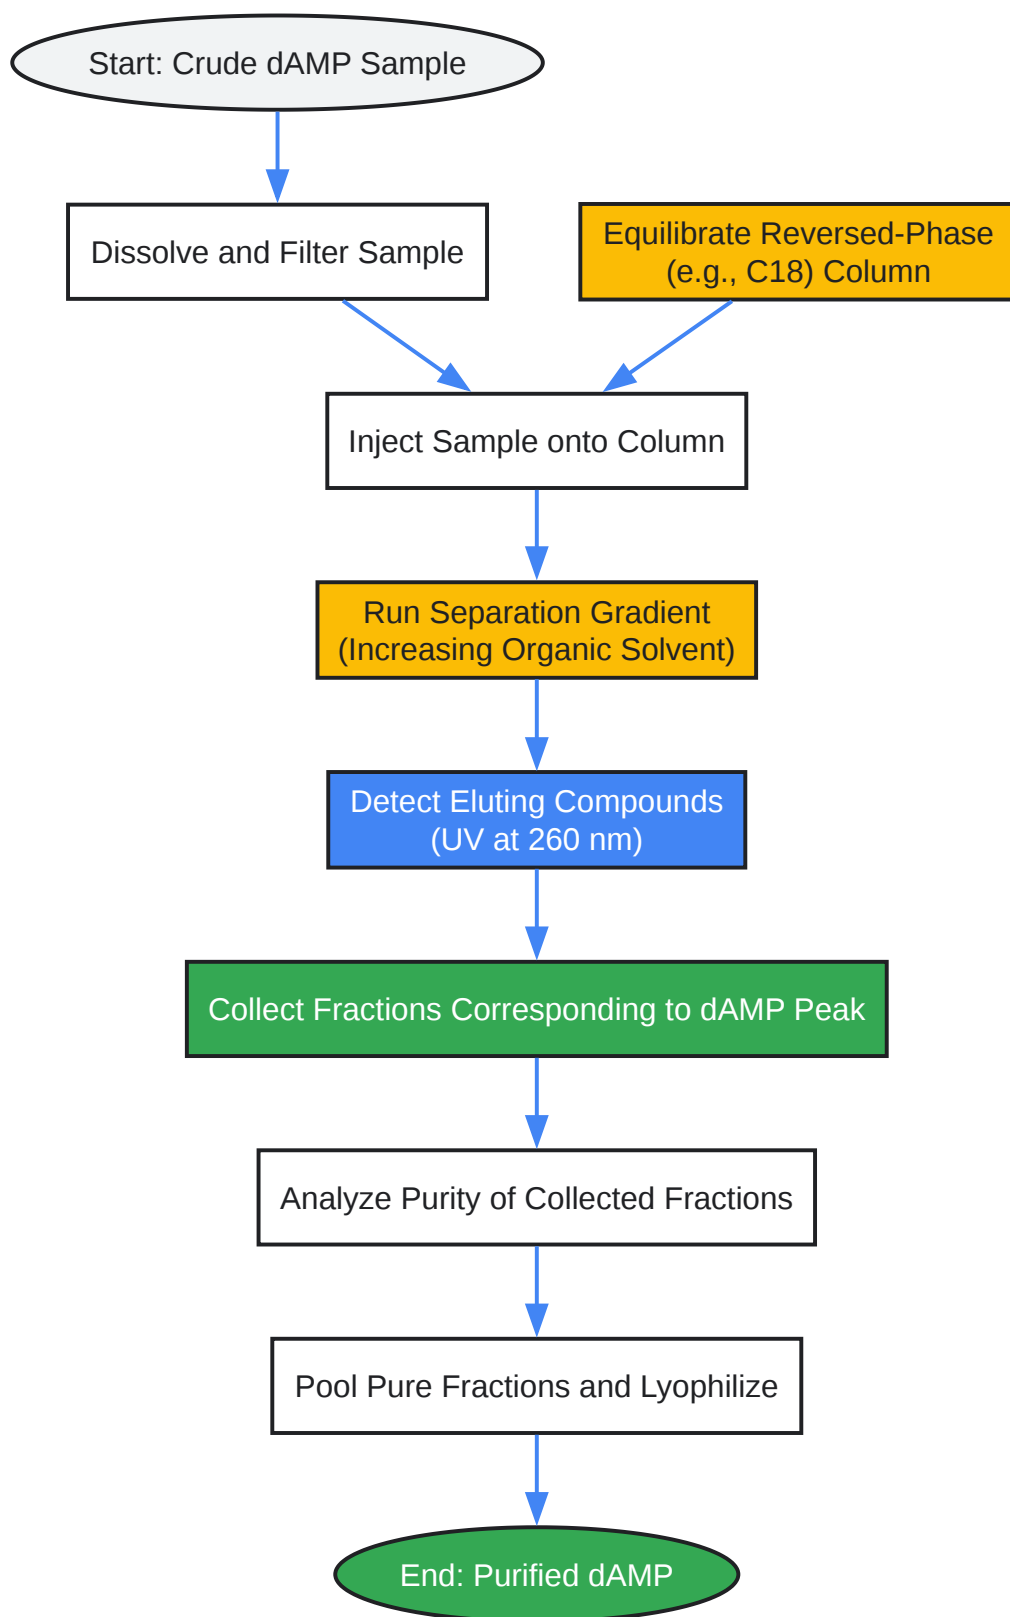 Start: Crude dAMP Sample
Dissolve and Filter Sample
Equilibrate Reversed-Phase
(e.g., C18) Column
Inject Sample onto Column
Run Separation Gradient
(Increasing Organic Solvent)
Detect Eluting Compounds
(UV at 260 nm)
Collect Fractions Corresponding to dAMP Peak
Analyze Purity of Collected Fractions
Pool Pure Fractions and Lyophilize
End: Purified dAMP